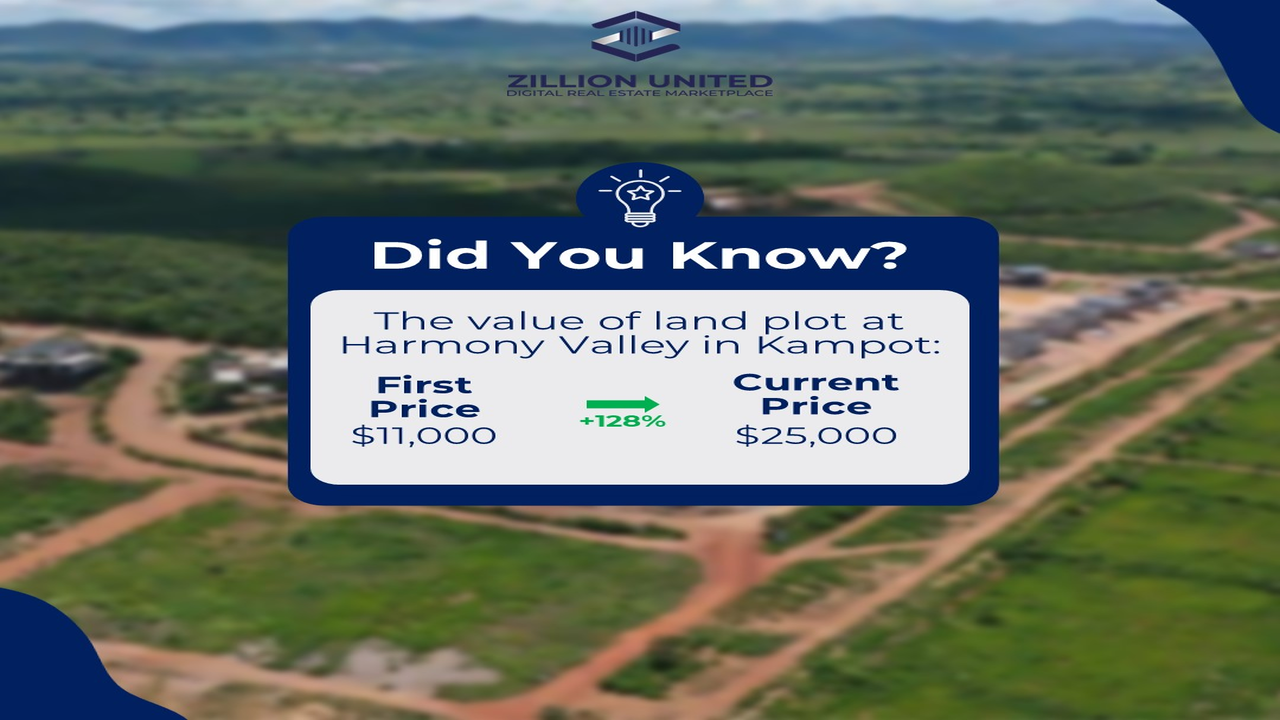 ZILLION UNITED
DIGITAL REAL ESTATE MARKETPLACE
Did You Know?
The value of land plot at
Harmony Valley in Kampot:
First
Price
$11,000
+128%
Current
Price
$25,000